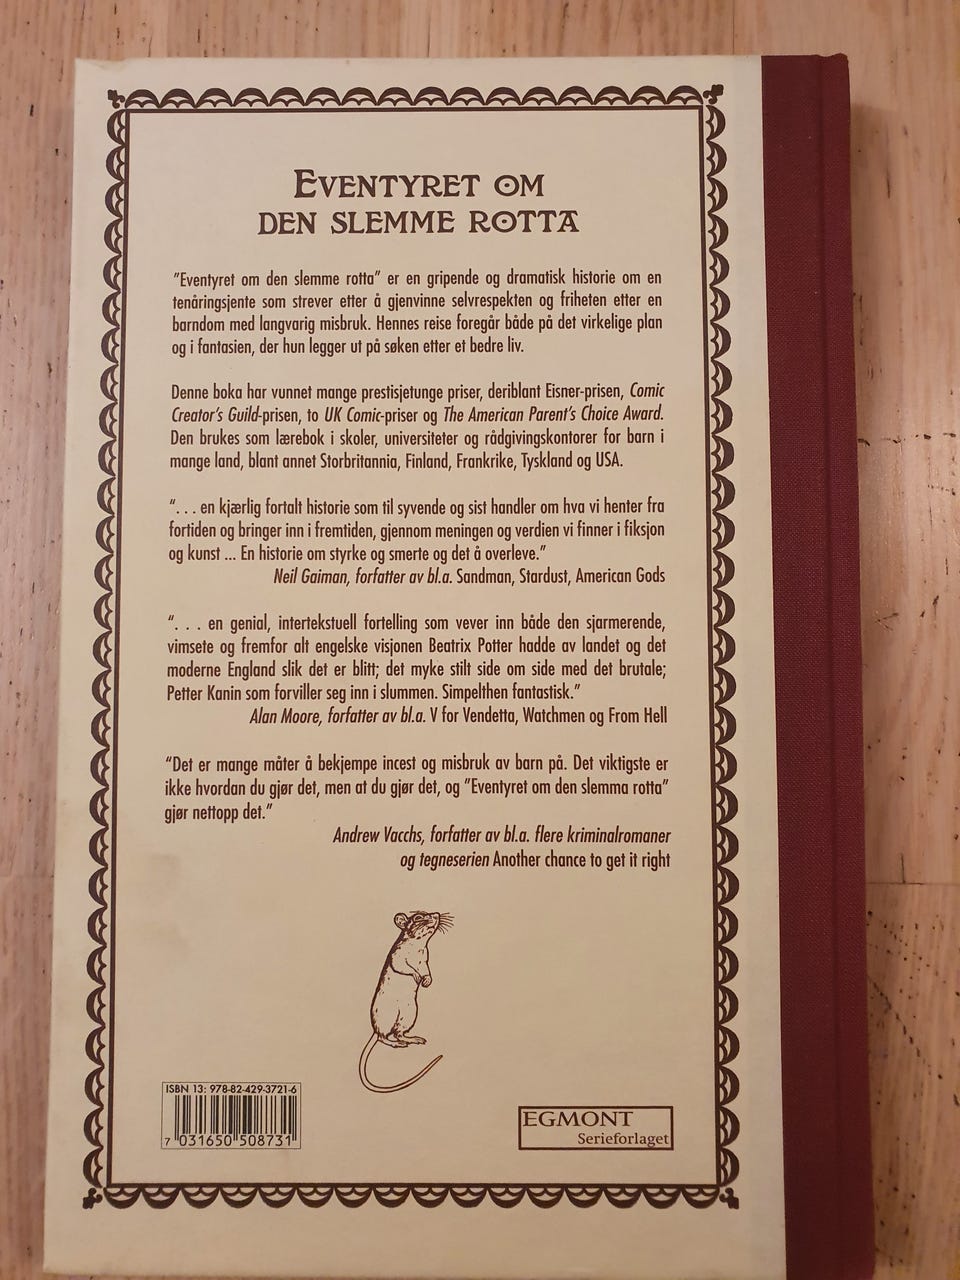 EVENTYRET OM
DEN SLEMME ROTTA
"Eventyret om den slemme rotta" er en gripende og dramatisk historie om en
tenåringsjente som strever etter å gjenvinne selvrespekten og friheten etter en
barndom med langvarig misbruk. Hennes reise foregår både på det virkelige plan
og i fantasien, der hun legger ut på søken etter et bedre liv.
Denne boka har vunnet mange prestisjetunge priser, deriblant Eisner-prisen, Comic
Creator's Guild-prisen, to UK Comic-priser og The American Parent's Choice Award.
Den brukes som lærebok i skoler, universiteter og rådgivingskontorer for barn i
mange land, blant annet Storbritannia, Finland, Frankrike, Tyskland og USA.
"... en kjærlig fortalt historie som til syvende og sist handler om hva vi henter fra
fortiden og bringer inn i fremtiden, gjennom meningen og verdien vi finner i fiksjon
og kunst ... En historie om styrke og smerte og det å overleve."
Neil Gaiman, forfatter av bl.a. Sandman, Stardust, American Gods
"... en genial, intertekstuell fortelling som vever inn både den sjarmerende,
vimsete og fremfor alt engelske visjonen Beatrix Potter hadde av landet og det
moderne England slik det er blitt; det myke stilt side om side med det brutale;
Petter Kanin som forviller seg inn i slummen. Simpelthen fantastisk."
Alan Moore, forfatter av bl.a. V for Vendetta, Watchmen og From Hell
"Det er mange måter å bekjempe incest og misbruk av barn på. Det viktigste er
ikke hvordan du gjør det, men at du gjør det, og "Eventyret om den slemma rotta"
gjør nettopp det."
Andrew Vacchs, forfatter av bl.a. flere kriminalromaner
og tegneserien Another chance to get it right
ISBN 13: 978-82-429-3721-6
7 031650 508731
EGMONT
Serieforlaget